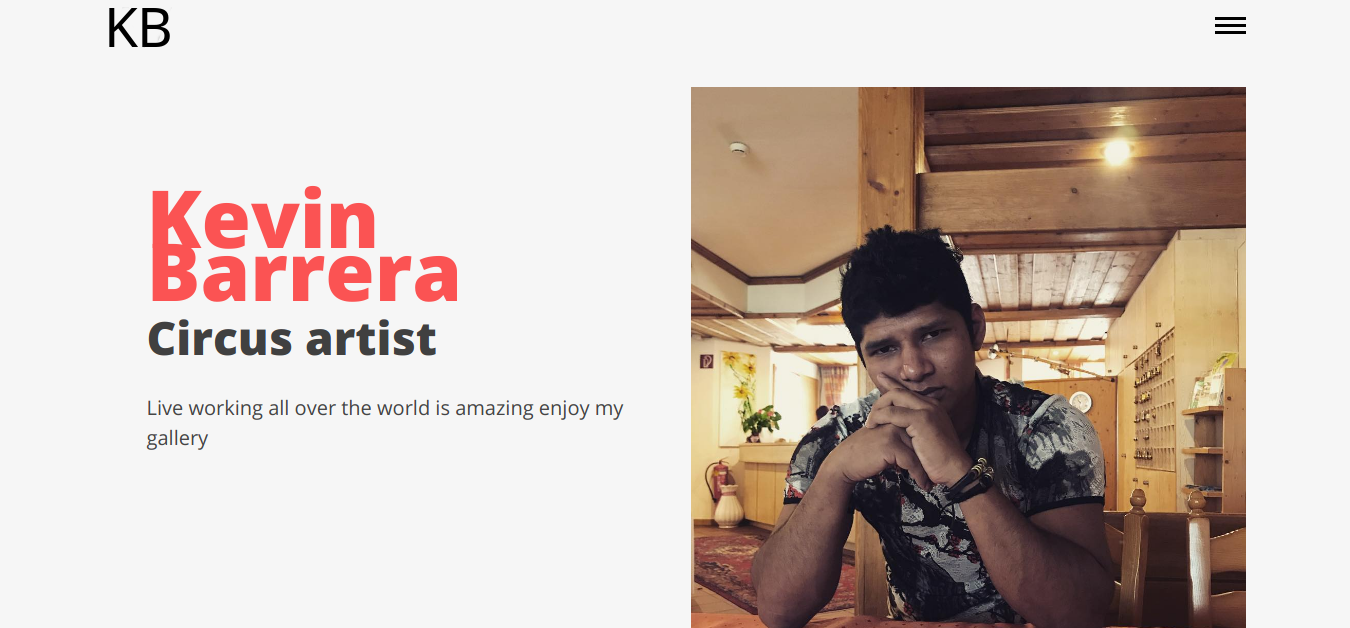 KB
Kevin
Barrera
Circus artist
Live working all over the world is amazing enjoy my
gallery